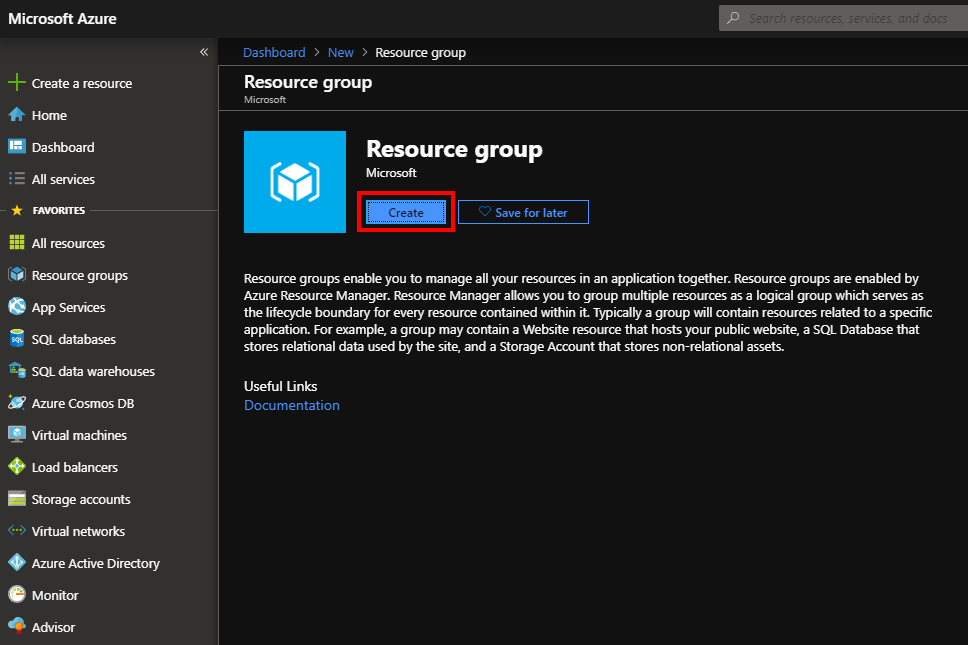 Microsoft Azure
Search resources, services, and docs
«
Dashboard > New > Resource group
Resource group
Microsoft
Create a resource
Home
Dashboard
All services
FAVORITES
All resources
Resource groups
App Services
SQL databases
SQL data warehouses
Azure Cosmos DB
Virtual machines
Load balancers
Storage accounts
Virtual networks
Azure Active Directory
Monitor
Advisor
Resource group
Microsoft
Create
Save for later
Resource groups enable you to manage all your resources in an application together. Resource groups are enabled by
Azure Resource Manager. Resource Manager allows you to group multiple resources as a logical group which serves as
the lifecycle boundary for every resource contained within it. Typically a group will contain resources related to a specific
application. For example, a group may contain a Website resource that hosts your public website, a SQL Database that
stores relational data used by the site, and a Storage Account that stores non-relational assets.
Useful Links
Documentation